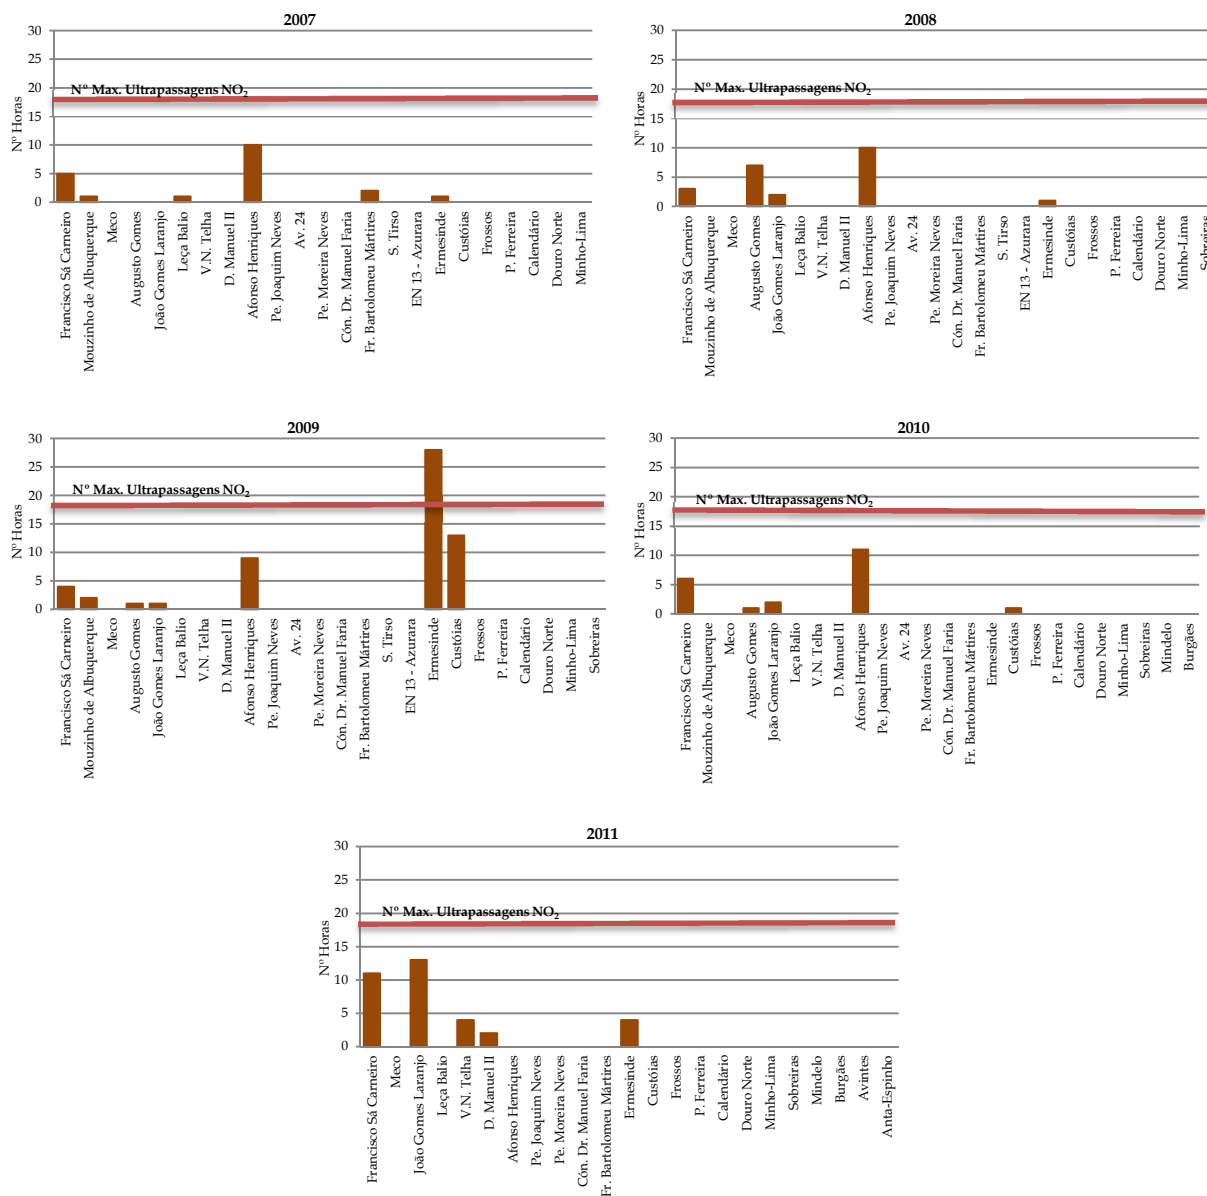 2007
30
25
20
15
10
5
0
Nº Horas
Nº Max. Ultrapassagens NO2
Francisco Sá Carneiro
Mouzinho de Albuquerque
Meco
Augusto Gomes
João Gomes Laranjo
Leça Balio
V.N. Telha
D. Manuel II
Afonso Henriques
Pe. Joaquim Neves
Av. 24
Pe. Moreira Neves
Cón. Dr. Manuel Faria
Fr. Bartolomeu Mártires
S. Tirso
EN 13 - Azurara
Ermesinde
Custóias
Frossos
P. Ferreira
Calendário
Douro Norte
Minho-Lima
2008
30
25
20
15
10
5
0
Nº Horas
Nº Max. Ultrapassagens NO2
Francisco Sá Carneiro
Mouzinho de Albuquerque
Meco
Augusto Gomes
João Gomes Laranjo
Leça Balio
V.N. Telha
D. Manuel II
Afonso Henriques
Pe. Joaquim Neves
Av. 24
Pe. Moreira Neves
Cón. Dr. Manuel Faria
Fr. Bartolomeu Mártires
S. Tirso
EN 13 - Azurara
Ermesinde
Custóias
Frossos
P. Ferreira
Calendário
Douro Norte
Minho-Lima
Sobreiras
2009
30
25
20
15
10
5
0
Nº Horas
Nº Max. Ultrapassagens NO2
Francisco Sá Carneiro
Mouzinho de Albuquerque
Meco
Augusto Gomes
João Gomes Laranjo
Leça Balio
V.N. Telha
D. Manuel II
Afonso Henriques
Pe. Joaquim Neves
Av. 24
Pe. Moreira Neves
Cón. Dr. Manuel Faria
Fr. Bartolomeu Mártires
S. Tirso
EN 13 - Azurara
Ermesinde
Custóias
Frossos
P. Ferreira
Calendário
Douro Norte
Minho-Lima
Sobreiras
2010
30
25
20
15
10
5
0
Nº Horas
Nº Max. Ultrapassagens NO2
Francisco Sá Carneiro
Mouzinho de Albuquerque
Meco
Augusto Gomes
João Gomes Laranjo
Leça Balio
V.N. Telha
D. Manuel II
Afonso Henriques
Pe. Joaquim Neves
Av. 24
Pe. Moreira Neves
Cón. Dr. Manuel Faria
Fr. Bartolomeu Mártires
Ermesinde
Custóias
Frossos
P. Ferreira
Calendário
Douro Norte
Minho-Lima
Sobreiras
Mindelo
Burgães
2011
30
25
20
15
10
5
0
Nº Horas
Nº Max. Ultrapassagens NO2
Francisco Sá Carneiro
Meco
João Gomes Laranjo
Leça Balio
V.N. Telha
D. Manuel II
Afonso Henriques
Pe. Joaquim Neves
Pe. Moreira Neves
Cón. Dr. Manuel Faria
Fr. Bartolomeu Mártires
Ermesinde
Custóias
Frossos
P. Ferreira
Calendário
Douro Norte
Minho-Lima
Sobreiras
Mindelo
Burgães
Avintes
Anta-Espinho